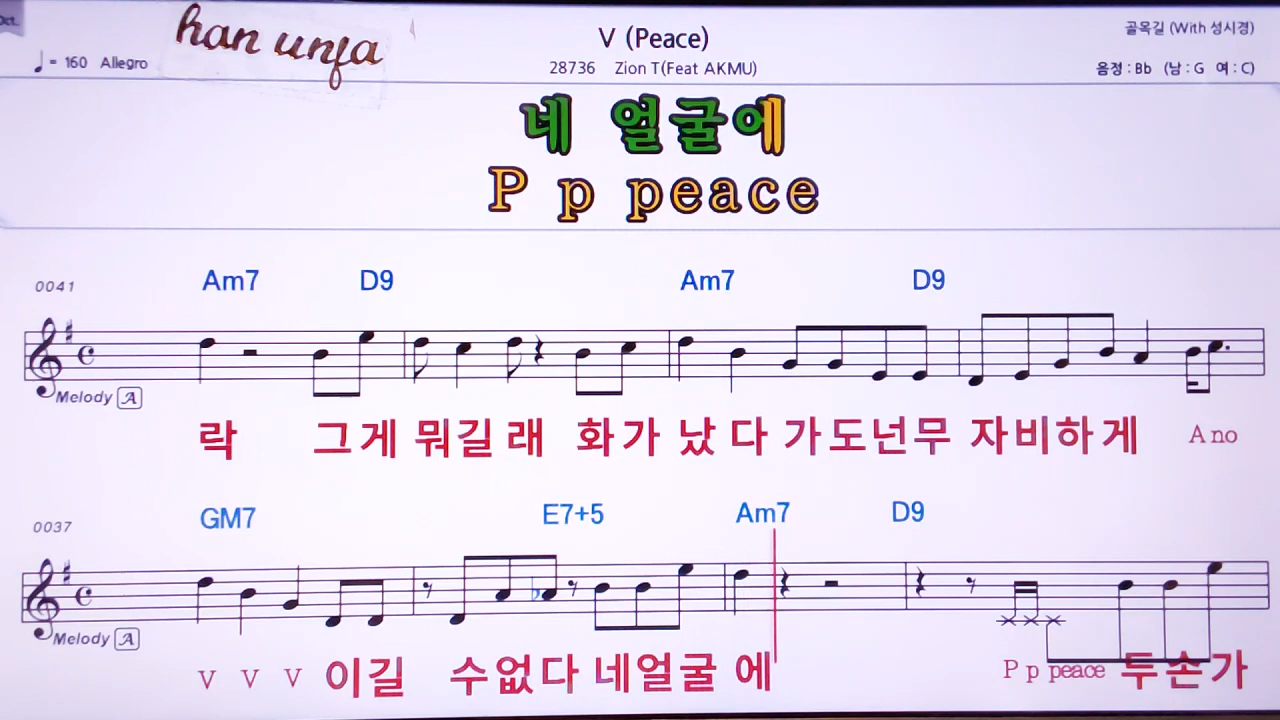 Oct.
han unfa
V (Peace)
골목길 (With 성시경)
♩= 160 Allegro
28736 Zion T(Feat AKMU)
음정 : Bb (남 : G 여 : C)
네 얼굴에
P p peace
0041 Am7 D9 Am7 D9
Melody A
락 그게 뭐길래 화가 났다 가도넌무 자비하게 A no
0037 GM7 E7+5 Am7 D9
Melody A
V V V 이길 수없다 네얼굴 에 P p peace 두손가